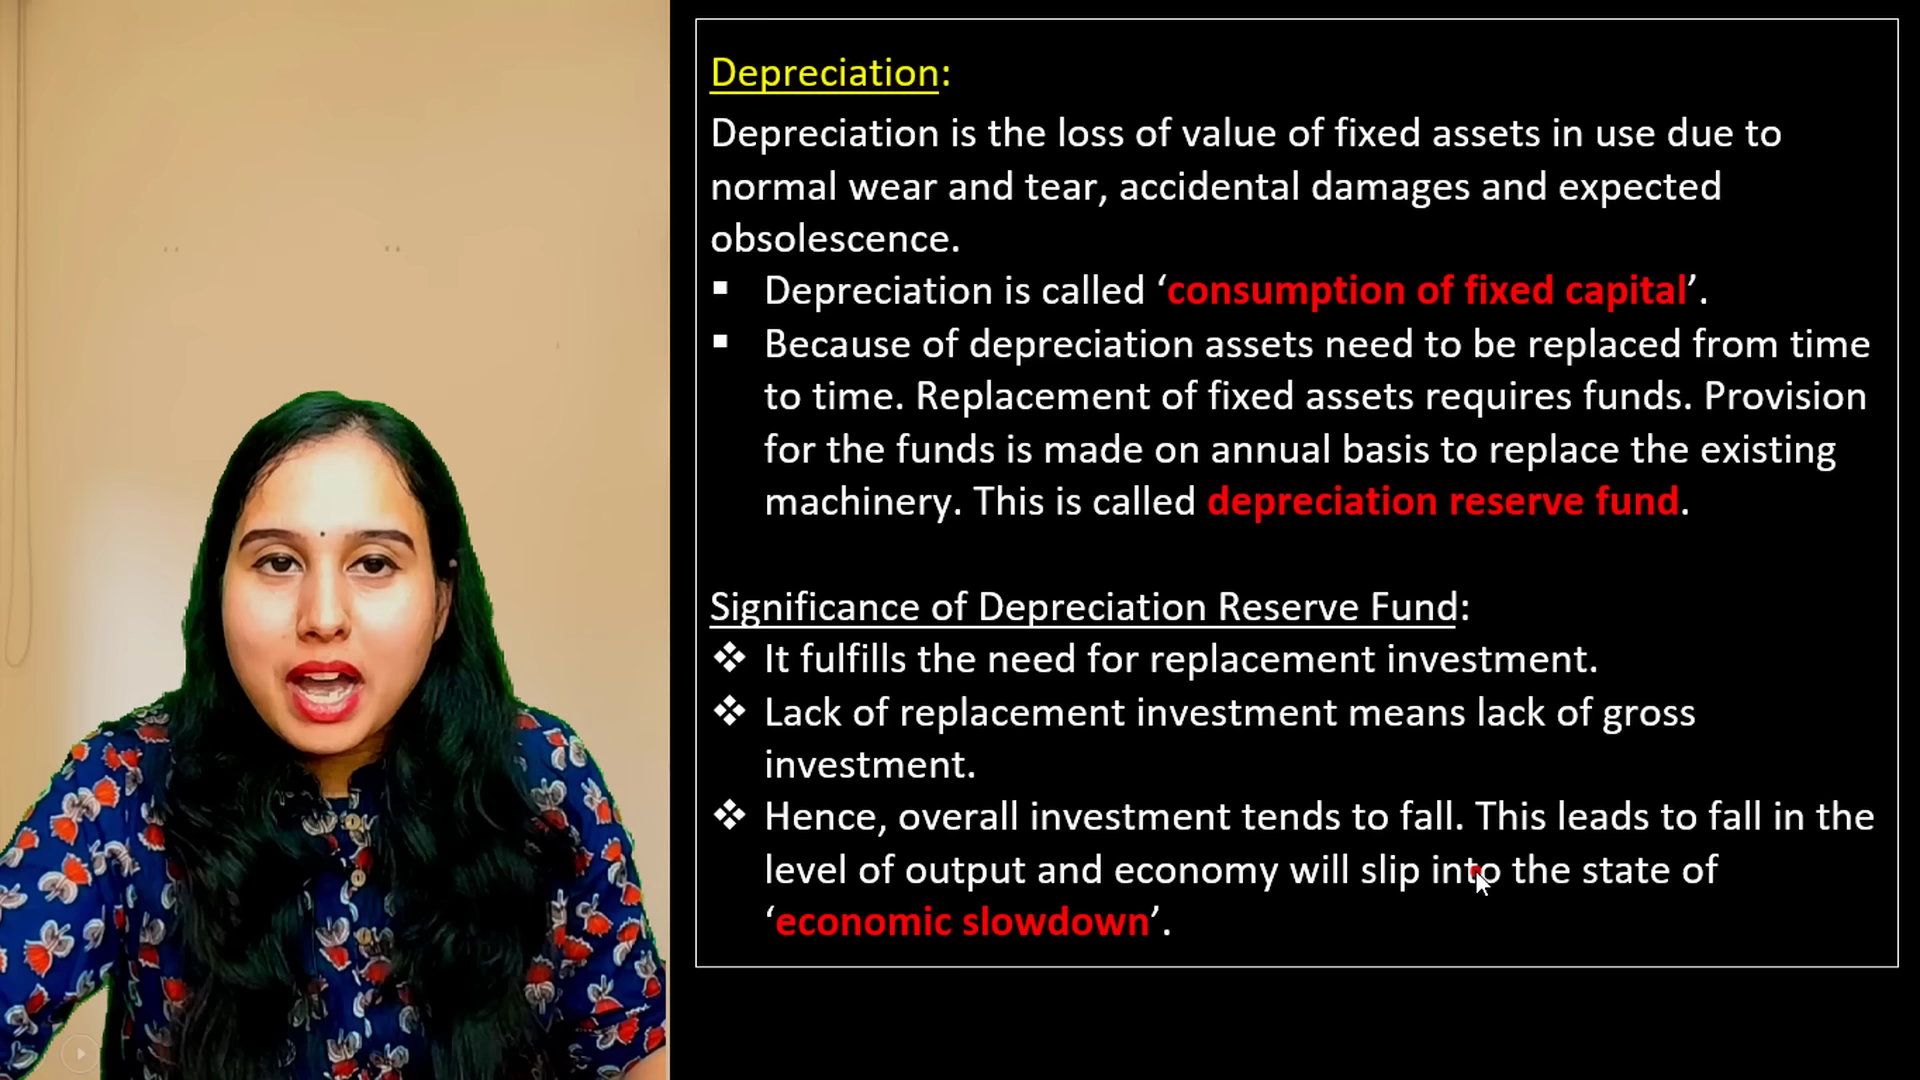 Depreciation:
Depreciation is the loss of value of fixed assets in use due to
normal wear and tear, accidental damages and expected
obsolescence.
▪ Depreciation is called ‘consumption of fixed capital’.
▪ Because of depreciation assets need to be replaced from time
to time. Replacement of fixed assets requires funds. Provision
for the funds is made on annual basis to replace the existing
machinery. This is called depreciation reserve fund.
Significance of Depreciation Reserve Fund:
❖ It fulfills the need for replacement investment.
❖ Lack of replacement investment means lack of gross
investment.
❖ Hence, overall investment tends to fall. This leads to fall in the
level of output and economy will slip into the state of
‘economic slowdown’.